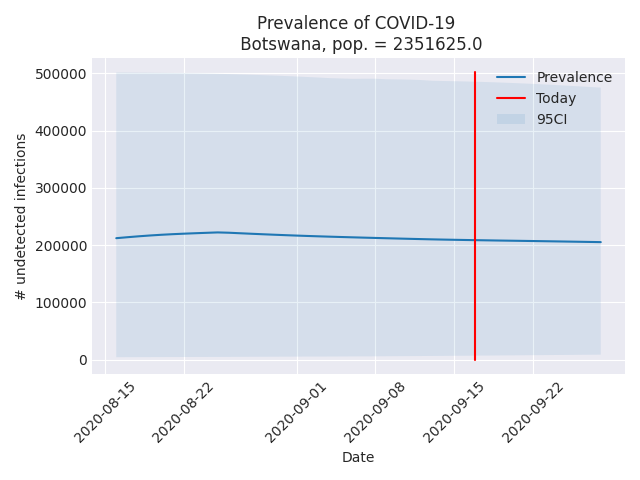 Prevalence of COVID-19
Botswana, pop. = 2351625.0
500000
400000
300000
200000
100000
0
# undetected infections
Prevalence
Today
95CI
2020-08-15
2020-08-22
2020-09-01
2020-09-08
2020-09-15
2020-09-22
Date